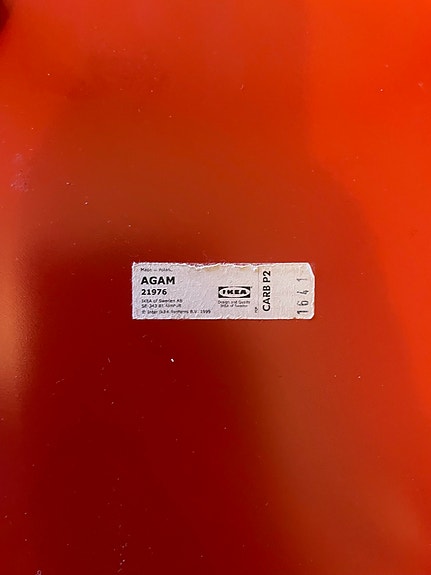 Made in Poland
AGAM
21976
IKEA of Sweden AB
SE-343 81 Älmhult
© Inter IKEA Systems B.V. 1999
IKEA
Design and Quality
IKEA of Sweden
CARB P2
1641